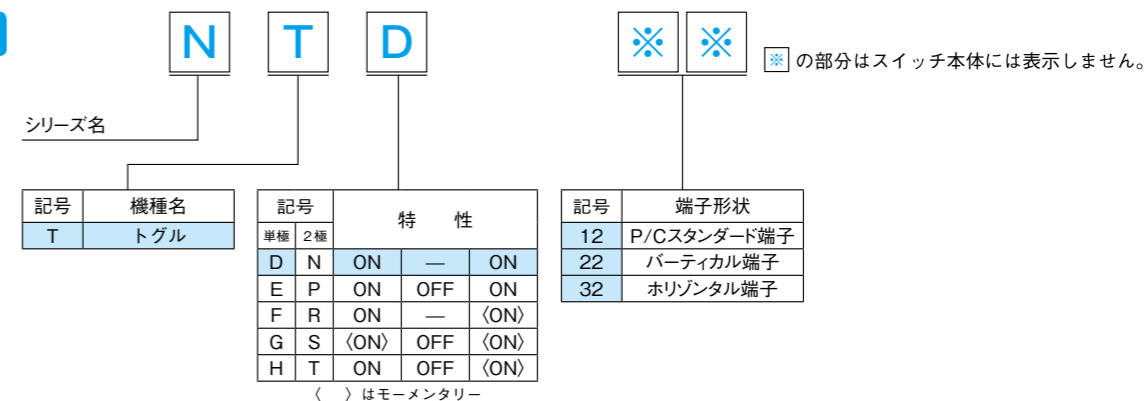 N T D ※ ※ ※ の部分はスイッチ本体には表示しません。
シリーズ名
記号 機種名
T トグル
記号 特 性
単極 2極
D N ON — ON
E P ON OFF ON
F R ON — 〈ON〉
G S 〈ON〉 OFF 〈ON〉
H T ON OFF 〈ON〉
〈 〉はモーメンタリー
記号 端子形状
12 P/Cスタンダード端子
22 バーティカル端子
32 ホリゾンタル端子